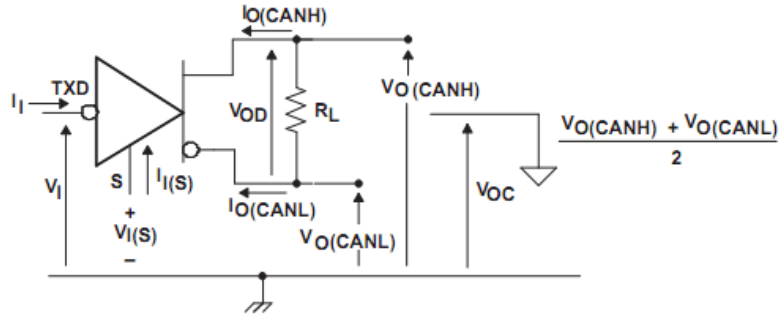 IO(CANH)
TXD
II
VO(CANH)
VOD
RL
VO(CANH) + VO(CANL)
2
VI
S
II(S)
VOC
IO(CANL)
+
VI(S)
–
VO(CANL)